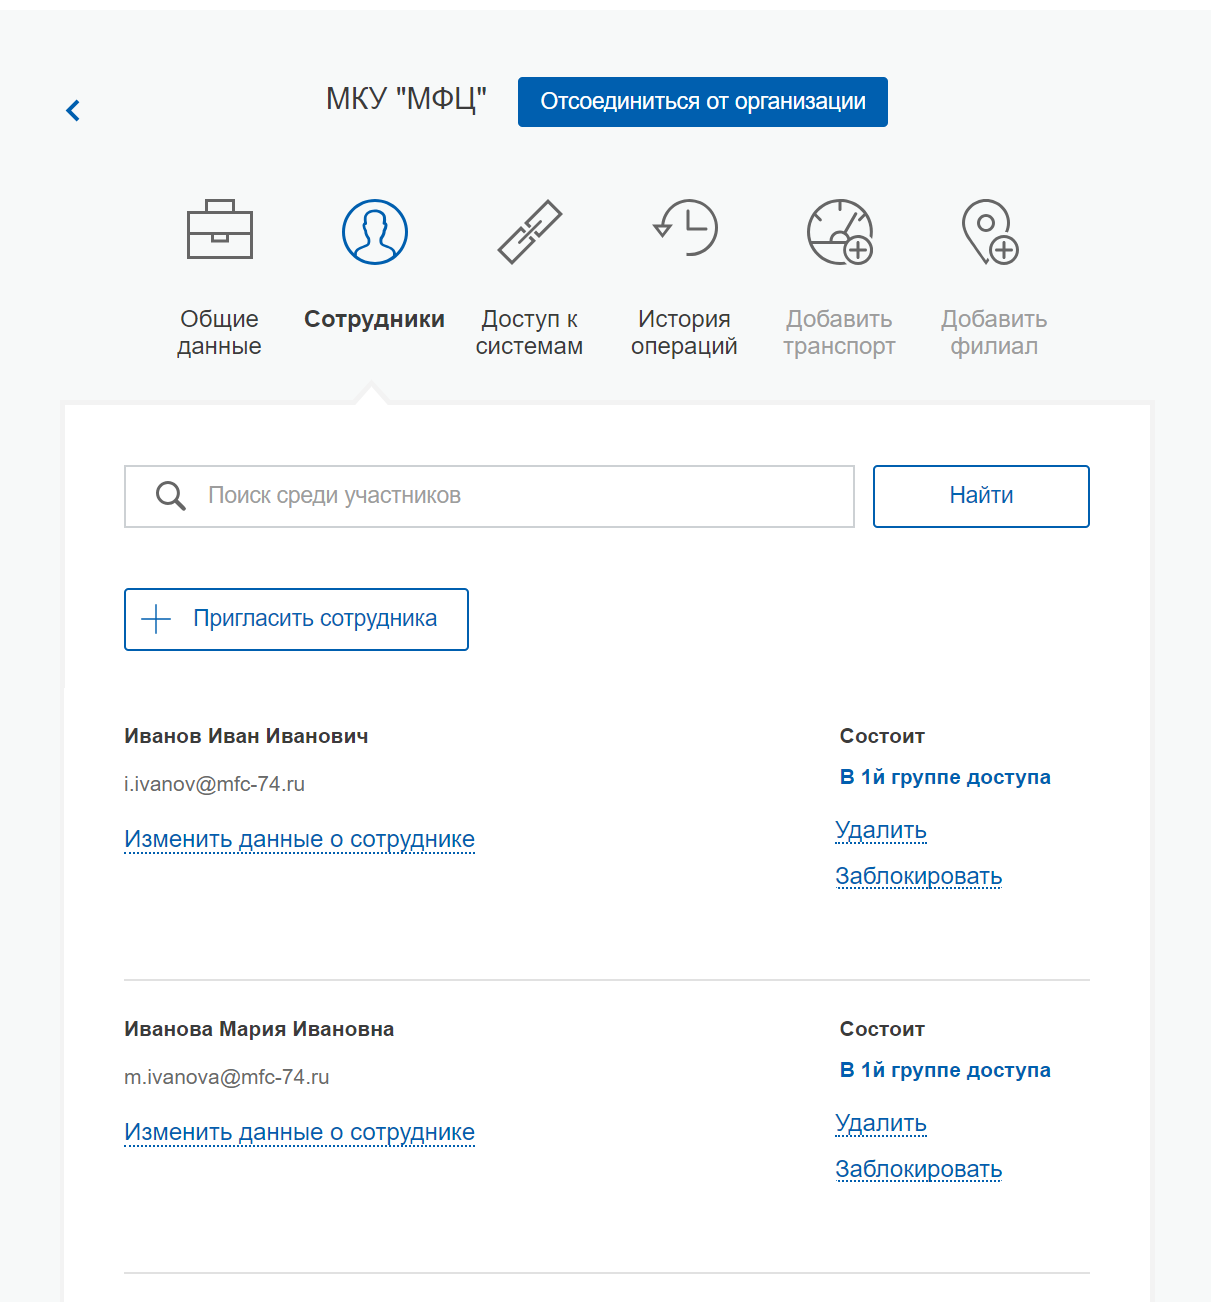 МКУ "МФЦ"
Отсоединиться от организации
Общие
данные
Сотрудники
Доступ к
системам
История
операций
Добавить
транспорт
Добавить
филиал
Поиск среди участников
Найти
Пригласить сотрудника
Иванов Иван Иванович
Состоит
i.ivanov@mfc-74.ru
В 1й группе доступа
Изменить данные о сотруднике
Удалить
Заблокировать
Иванова Мария Ивановна
Состоит
m.ivanova@mfc-74.ru
В 1й группе доступа
Изменить данные о сотруднике
Удалить
Заблокировать